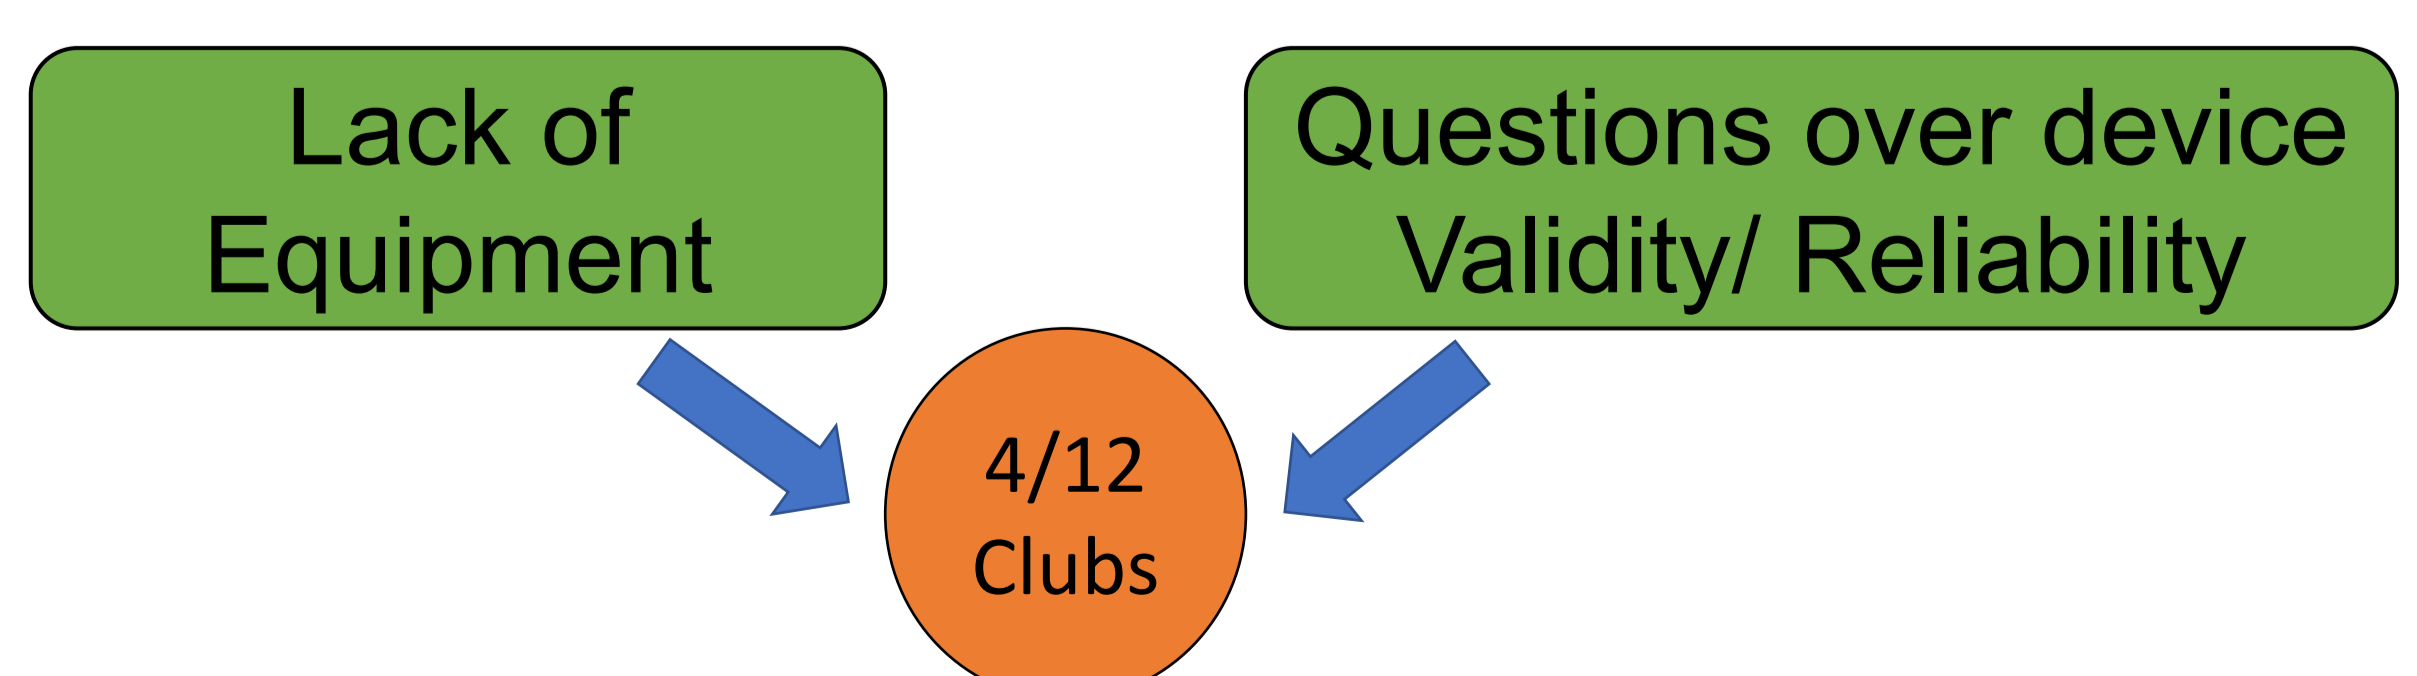 Lack of
Equipment
Questions over device
Validity/ Reliability
4/12
Clubs